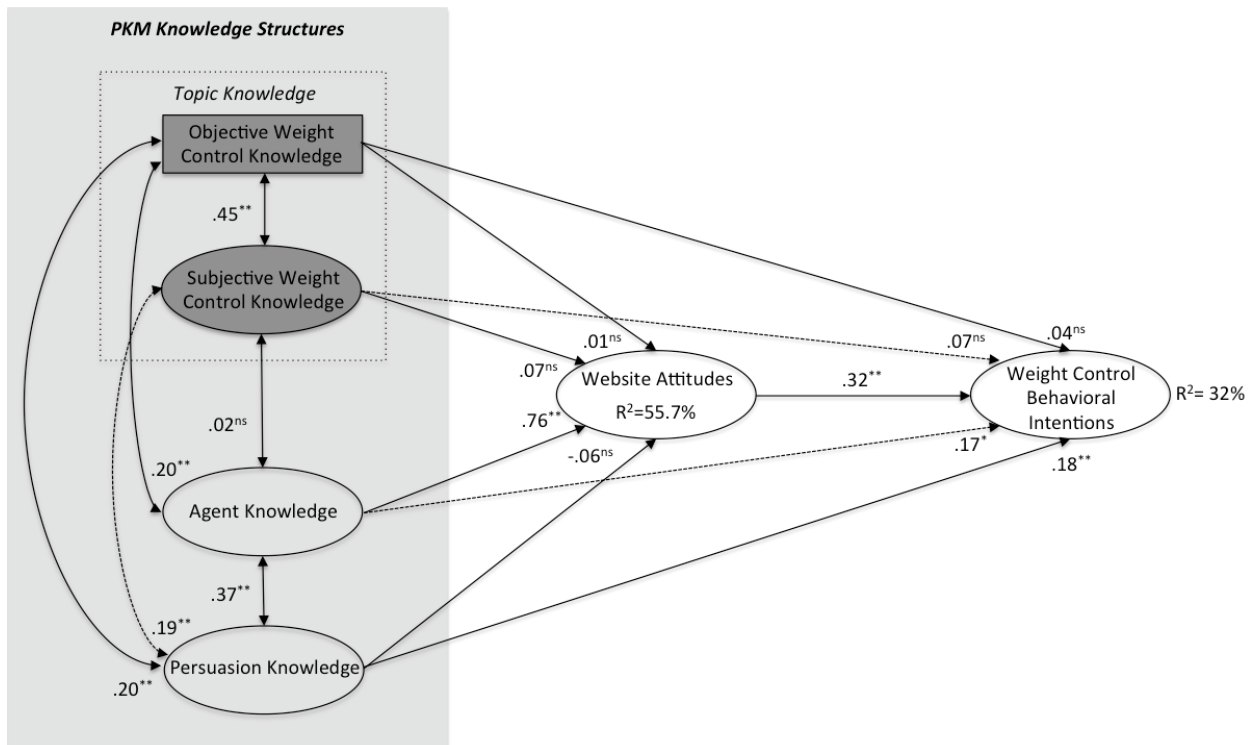 PKM Knowledge Structures
Topic Knowledge
Objective Weight
Control Knowledge
.45**
Subjective Weight
Control Knowledge
.02ns
.20**
Agent Knowledge
.37**
.19**
Persuasion Knowledge
.20**
.01ns
.07ns
Website Attitudes
R²=55.7%
.76**
-.06ns
.32**
.07ns
.04ns
Weight Control
Behavioral
Intentions
R²= 32%
.17*
.18**